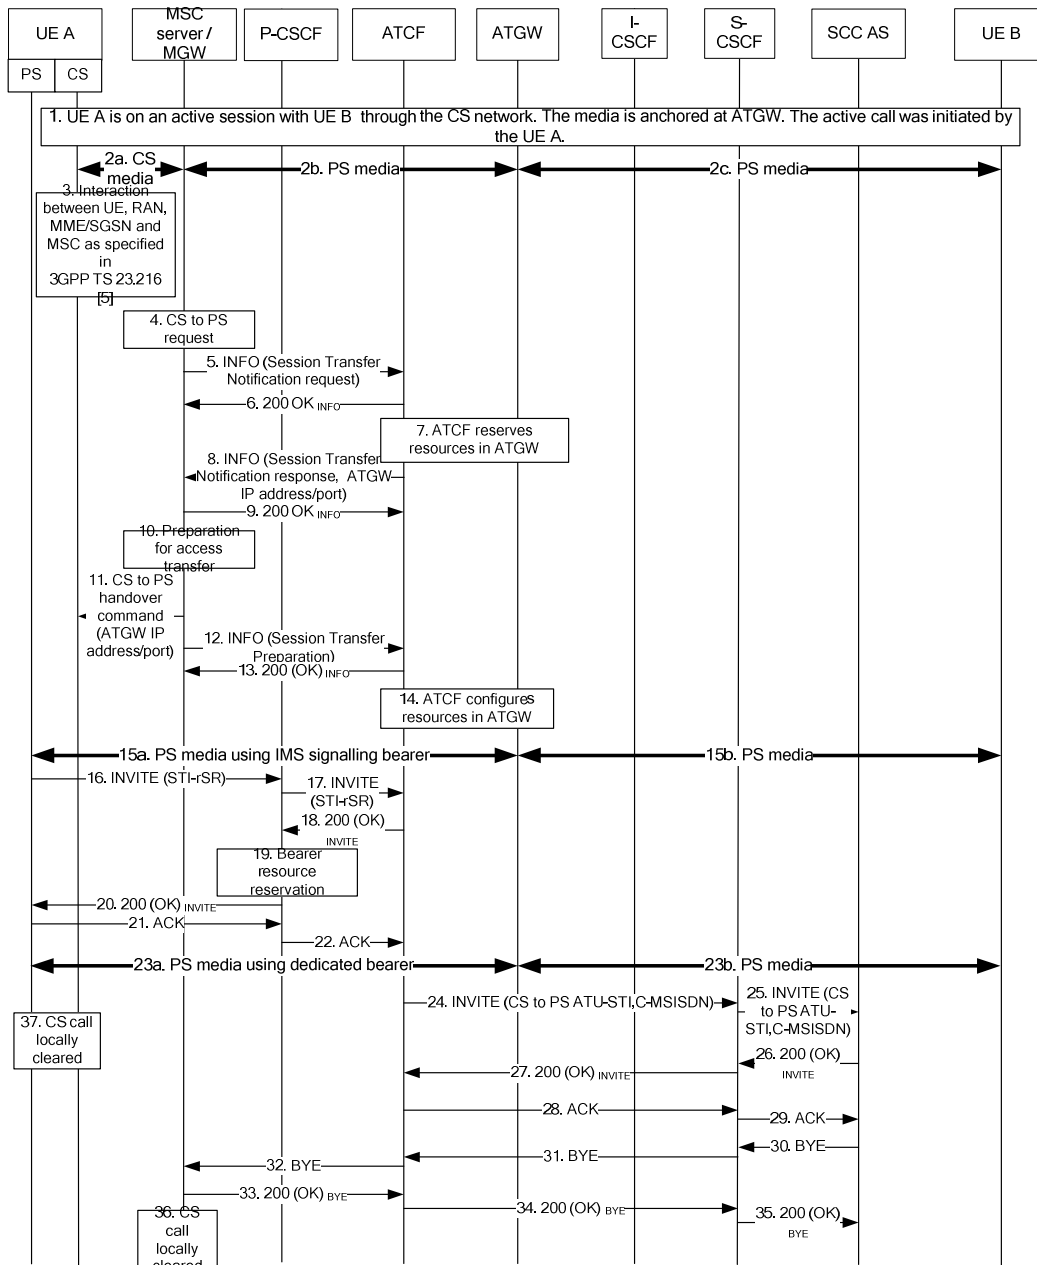 UE A
MSC
server /
MGW
P-CSCF
ATCF
ATGW
I-
CSCF
S-
CSCF
SCC AS
UE B
PS
CS
1. UE A is on an active session with UE B through the CS network. The media is anchored at ATGW. The active call was initiated by
the UE A.
2a. CS
media
2b. PS media
2c. PS media
3. Interaction
between UE, RAN,
MME/SGSN and
MSC as specified
in
3GPP TS 23.216
[5]
4. CS to PS
request
5. INFO (Session Transfer
Notification request)
6. 200 OK INFO
7. ATCF reserves
resources in ATGW
8. INFO (Session Transfer
Notification response, ATGW
IP address/port)
9. 200 OK INFO
10. Preparation
for access
transfer
11. CS to PS
handover
command
(ATGW IP
address/port)
12. INFO (Session Transfer
Preparation)
13. 200 (OK) INFO
14. ATCF configures
resources in ATGW
15a. PS media using IMS signalling bearer
15b. PS media
16. INVITE (STI-rSR)
17. INVITE
(STI-rSR)
18. 200 (OK)
INVITE
19. Bearer
resource
reservation
20. 200 (OK) INVITE
21. ACK
22. ACK
23a. PS media using dedicated bearer
23b. PS media
24. INVITE (CS to PS ATU-STI,C-MSISDN)
25. INVITE (CS
to PS ATU-
STI,C-MSISDN)
37. CS call
locally
cleared
26. 200 (OK)
INVITE
27. 200 (OK) INVITE
28. ACK
29. ACK
30. BYE
31. BYE
32. BYE
33. 200 (OK) BYE
34. 200 (OK) BYE
35. 200 (OK)
BYE
36. CS
call
locally
cleared